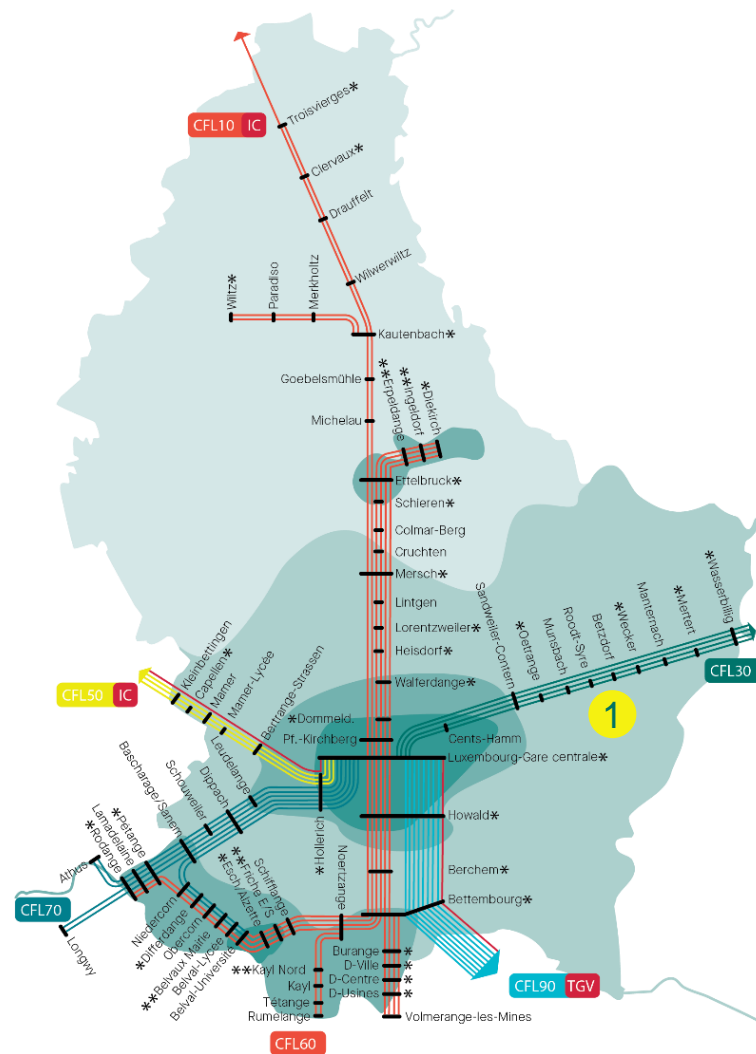 Troisvierges*
CFL10 IC
Clervaux*
Drauffelt
Wilwerwiltz
Wiltz*
Paradiso
Merkholtz
Kautenbach*
Goebelsmühle
**Erpeldange
**Ingeldorf
*Diekirch
Michelau
Ettelbruck*
Schieren*
Colmar-Berg
Cruchten
Mersch*
Lintgen
Lorentzweiler*
Heisdorf*
Walferdange*
*Dommeld.
Pf.-Kirchberg
Cents-Hamm
Sandweiler-Contern
*Oetrange
Munsbach
Roodt-Syre
Betzdorf
*Wecker
Manternach
*Mertert
*Wasserbillig
CFL30
1
Kleinbettingen
Capellen*
Mamer
Mamer-Lycée
Bertrange-Strassen
CFL50 IC
Luxembourg-Gare centrale*
Leudelange
Dippach
Schouweiler
Bascharage/Sanem
*Pétange
Lamadelaine
*Rodange
Athus
CFL70
Longwy
*Hollerich
Howald*
Berchem*
Bettembourg*
Noertzange
Schifflange
**Friche E/S
*Esch/Alzette
Niedercorn
*Differdange
Obercorn
**Belvaux Mairie
Belval-Lycée
Belval-Université
**Kayl Nord
Kayl
Tétange
Rumelange
CFL60
Burange *
D-Ville *
D-Centre *
D-Usines *
Volmerange-les-Mines
CFL90 TGV